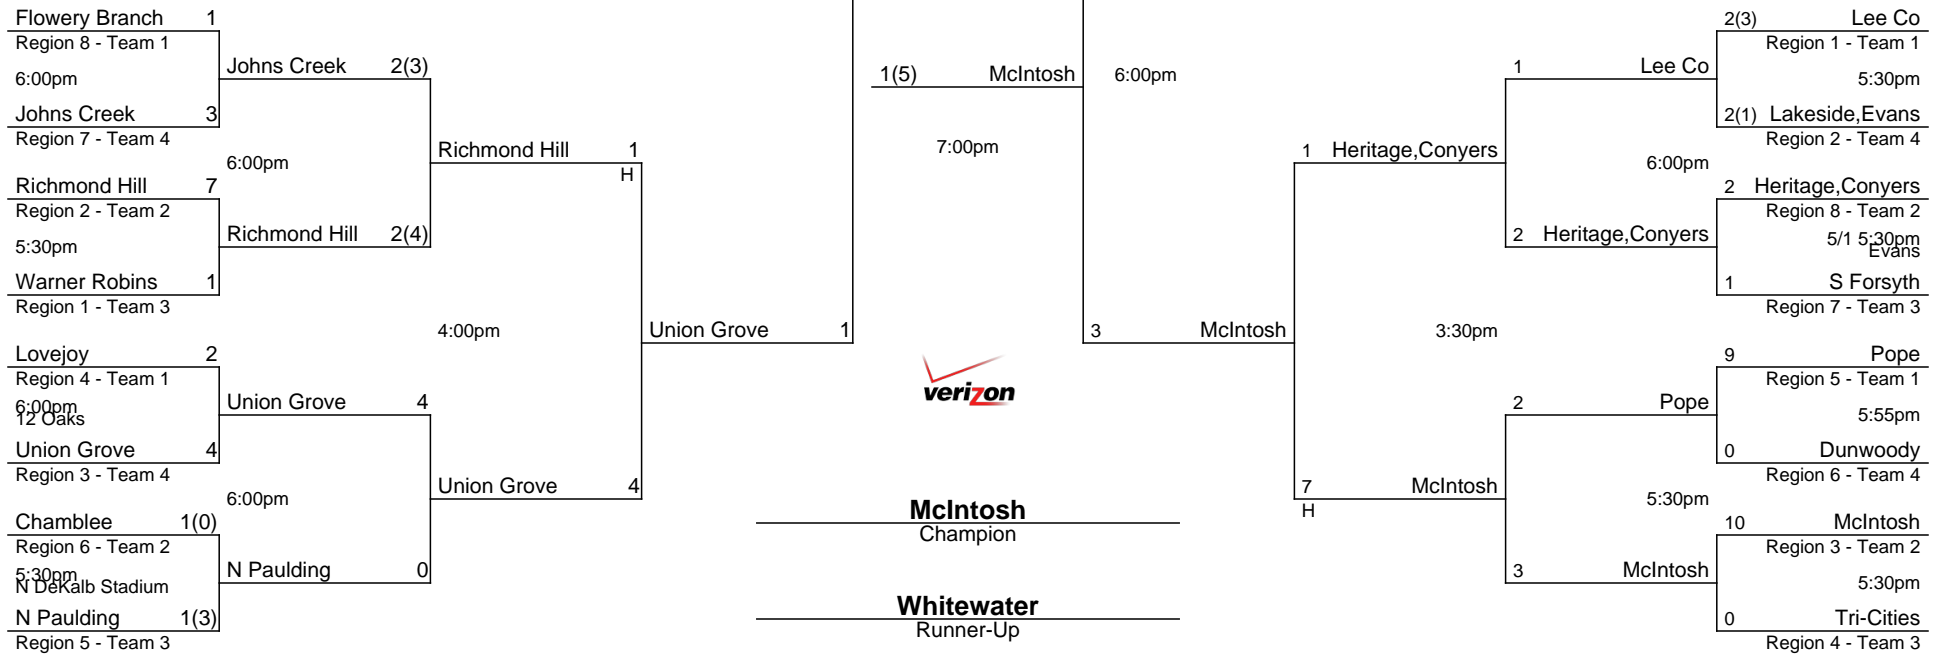 Flowery Branch 1
Region 8 - Team 1
6:00pm
Johns Creek 3
Region 7 - Team 4
Richmond Hill 7
Region 2 - Team 2
5:30pm
Warner Robins 1
Region 1 - Team 3
Lovejoy 2
Region 4 - Team 1
6:00pm
12 Oaks
Union Grove 4
Region 3 - Team 4
Chamblee 1(0)
Region 6 - Team 2
5:30pm
N DeKalb Stadium
N Paulding 1(3)
Region 5 - Team 3
Johns Creek 2(3)
6:00pm
Richmond Hill 2(4)
Union Grove 4
6:00pm
N Paulding 0
Richmond Hill 1
H
4:00pm
Union Grove 4
Union Grove 1
1(5) McIntosh
7:00pm
verizon
McIntosh
Champion
Whitewater
Runner-Up
6:00pm
3 McIntosh
1 Heritage,Conyers
3:30pm
7 McIntosh
H
1 Lee Co
6:00pm
2 Heritage,Conyers
2 Pope
5:30pm
3 McIntosh
2(3) Lee Co
Region 1 - Team 1
5:30pm
2(1) Lakeside,Evans
Region 2 - Team 4
2 Heritage,Conyers
Region 8 - Team 2
5/1 5:30pm
Evans
1 S Forsyth
Region 7 - Team 3
9 Pope
Region 5 - Team 1
5:55pm
0 Dunwoody
Region 6 - Team 4
10 McIntosh
Region 3 - Team 2
5:30pm
0 Tri-Cities
Region 4 - Team 3